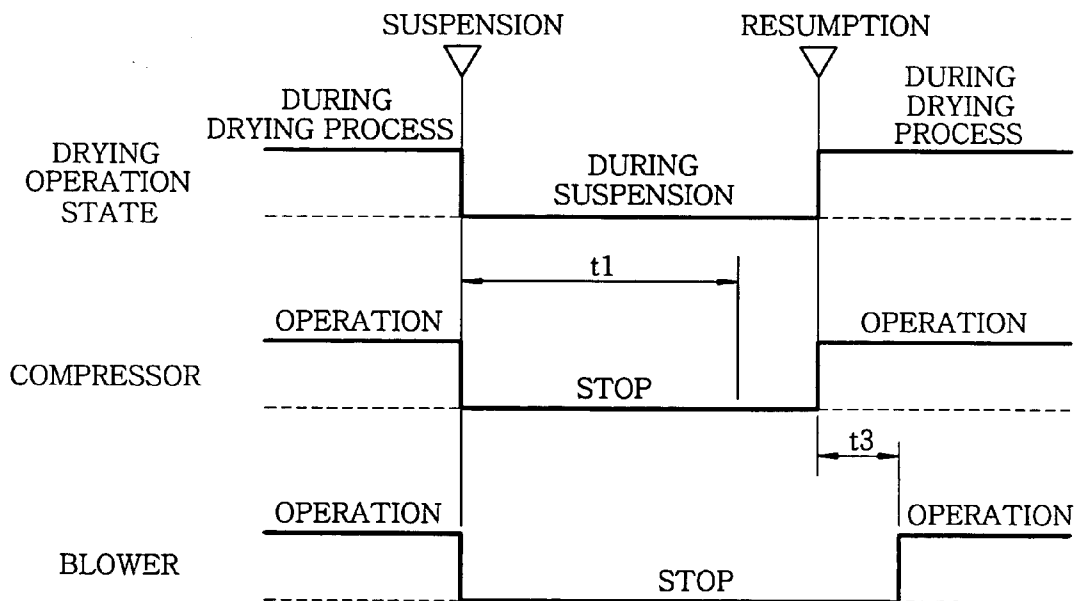 SUSPENSION
RESUMPTION
DURING
DRYING PROCESS
DURING
DRYING
PROCESS
DRYING
OPERATION
STATE
DURING
SUSPENSION
t1
OPERATION
OPERATION
COMPRESSOR
STOP
t3
OPERATION
OPERATION
BLOWER
STOP